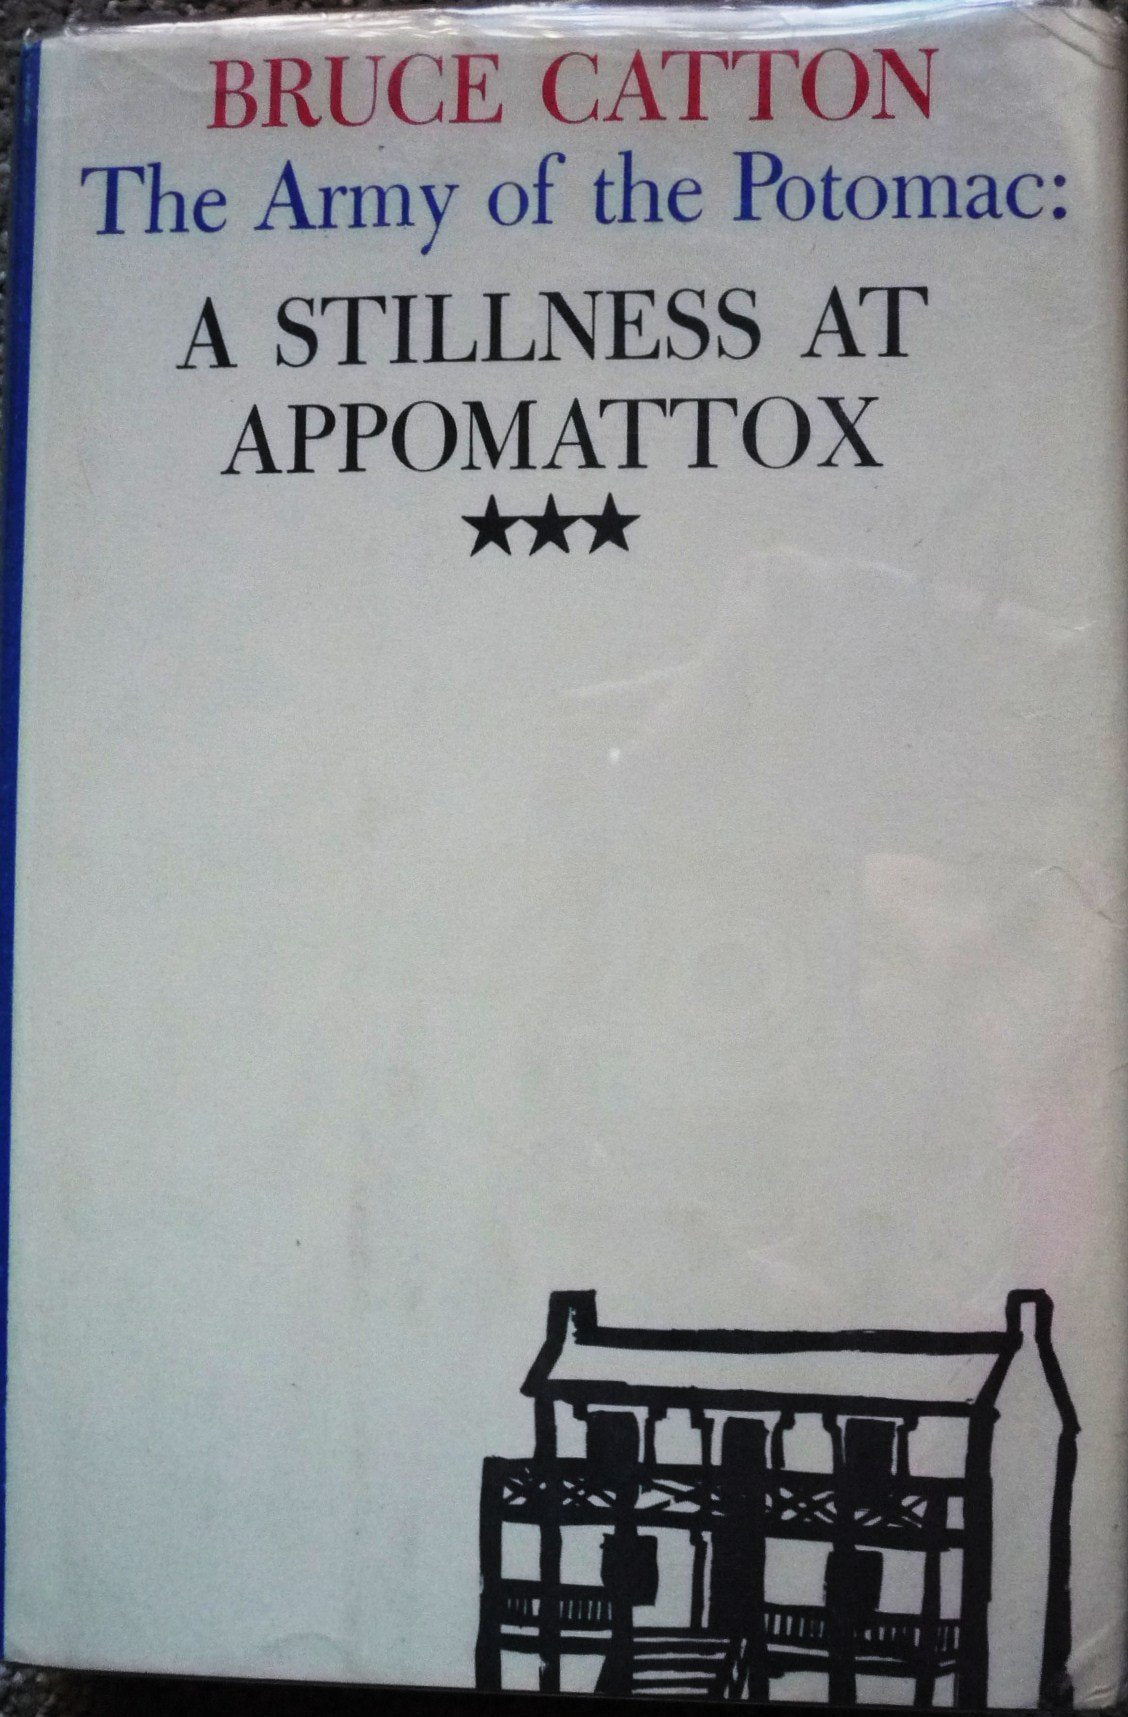 BRUCE CATTON
The Army of the Potomac:
A STILLNESS AT
APPOMATTOX
★★★